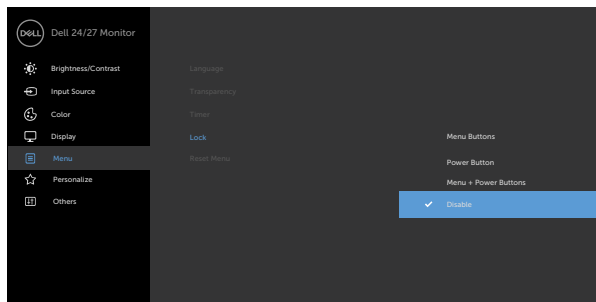 DELL
Dell 24/27 Monitor
Brightness/Contrast
Input Source
Color
Display
Menu
Personalize
Others
Language
Transparency
Timer
Lock
Reset Menu
Menu Buttons
Power Button
Menu + Power Buttons
Disable